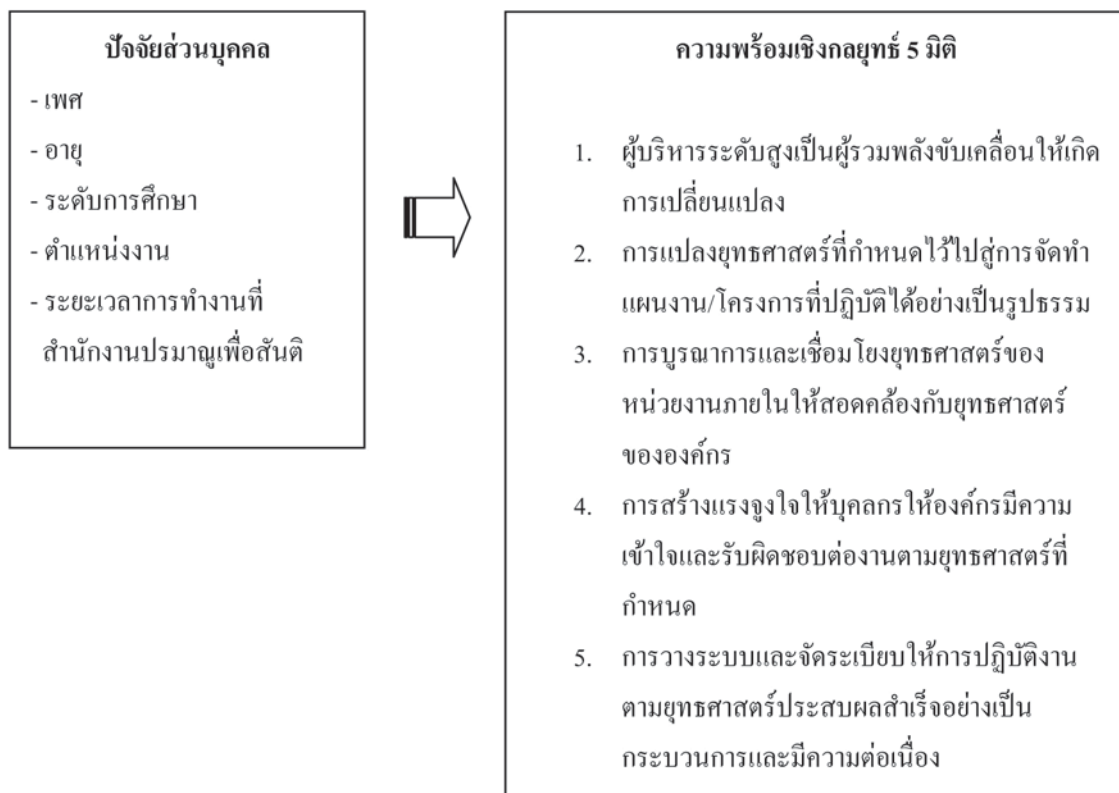 ปัจจัยส่วนบุคคล
- เพศ
- อายุ
- ระดับการศึกษา
- ตำแหน่งงาน
- ระยะเวลาการทำงานที่
สำนักงานปรมาณูเพื่อสันติ
ความพร้อมเชิงกลยุทธ์ 5 มิติ
1. ผู้บริหารระดับสูงเป็นผู้รวมพลังขับเคลื่อนให้เกิด
การเปลี่ยนแปลง
2. การแปลงยุทธศาสตร์ที่กำหนดไว้ไปสู่การจัดทำ
แผนงาน/โครงการที่ปฏิบัติได้อย่างเป็นรูปธรรม
3. การบูรณาการและเชื่อมโยงยุทธศาสตร์ของ
หน่วยงานภายในให้สอดคล้องกับยุทธศาสตร์
ขององค์กร
4. การสร้างแรงจูงใจให้บุคลกรให้องค์กรมีความ
เข้าใจและรับผิดชอบต่องานตามยุทธศาสตร์ที่
กำหนด
5. การวางระบบและจัดระเบียบให้การปฏิบัติงาน
ตามยุทธศาสตร์ประสบผลสำเร็จอย่างเป็น
กระบวนการและมีความต่อเนื่อง